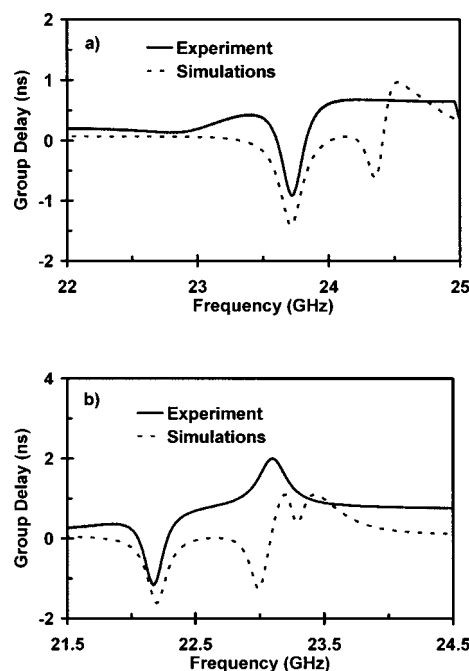 a)
Experiment
Simulations
Group Delay (ns)
2
1
0
-1
-2
22 23 24 25
Frequency (GHz)
b)
Experiment
Simulations
Group Delay (ns)
4
2
0
-2
21.5 22.5 23.5 24.5
Frequency (GHz)